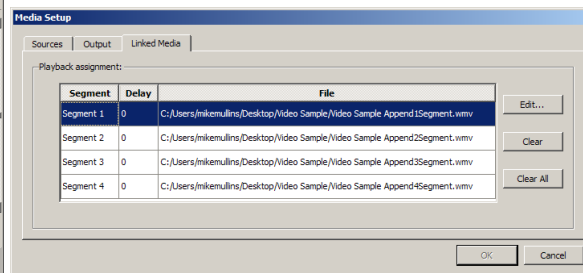 Media Setup
Sources Output Linked Media
Playback assignment:
Segment Delay File
Segment 1 0 C:/Users/mikemullins/Desktop/Video Sample/Video Sample Append1Segment.wmv
Segment 2 0 C:/Users/mikemullins/Desktop/Video Sample/Video Sample Append2Segment.wmv
Segment 3 0 C:/Users/mikemullins/Desktop/Video Sample/Video Sample Append3Segment.wmv
Segment 4 0 C:/Users/mikemullins/Desktop/Video Sample/Video Sample Append4Segment.wmv
Edit...
Clear
Clear All
OK Cancel